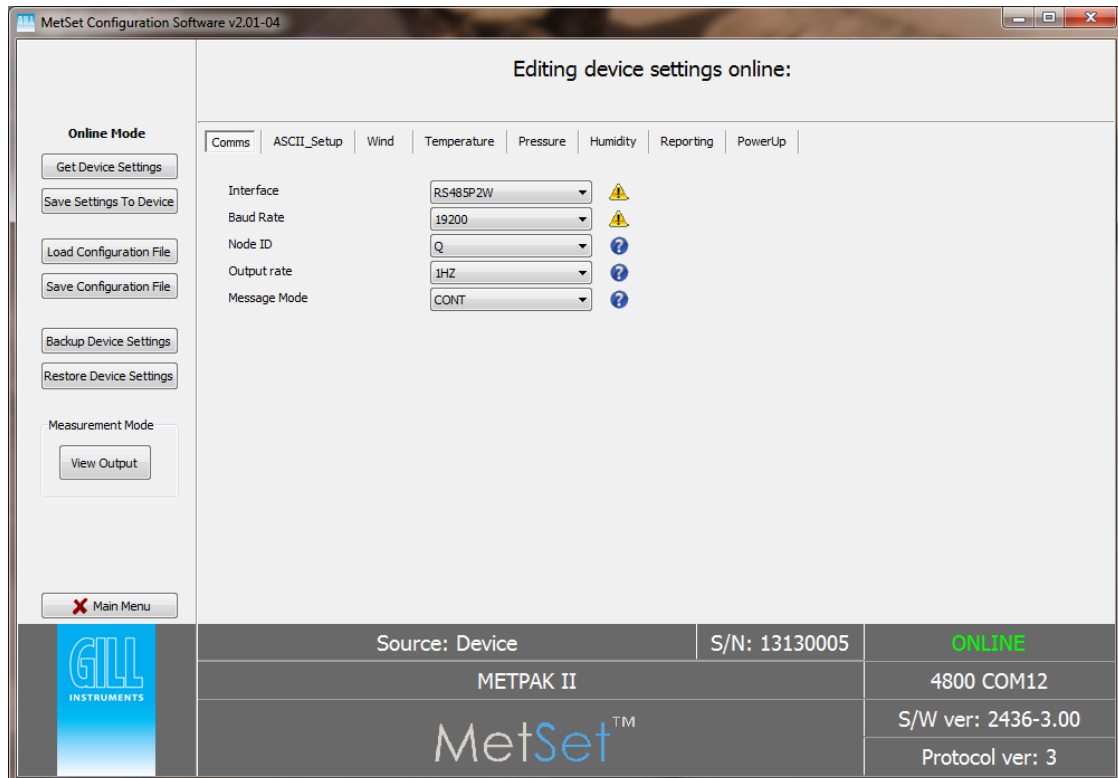 MetSet Configuration Software v2.01-04
Editing device settings online:
Online Mode
Get Device Settings
Save Settings To Device
Load Configuration File
Save Configuration File
Backup Device Settings
Restore Device Settings
Measurement Mode
View Output
Main Menu
Comms ASCII_Setup Wind Temperature Pressure Humidity Reporting PowerUp
Interface RS485P2W
Baud Rate 19200
Node ID Q
Output rate 1HZ
Message Mode CONT
GILL
INSTRUMENTS
Source: Device S/N: 13130005 ONLINE
METPAK II 4800 COM12
MetSet™ S/W ver: 2436-3.00
Protocol ver: 3